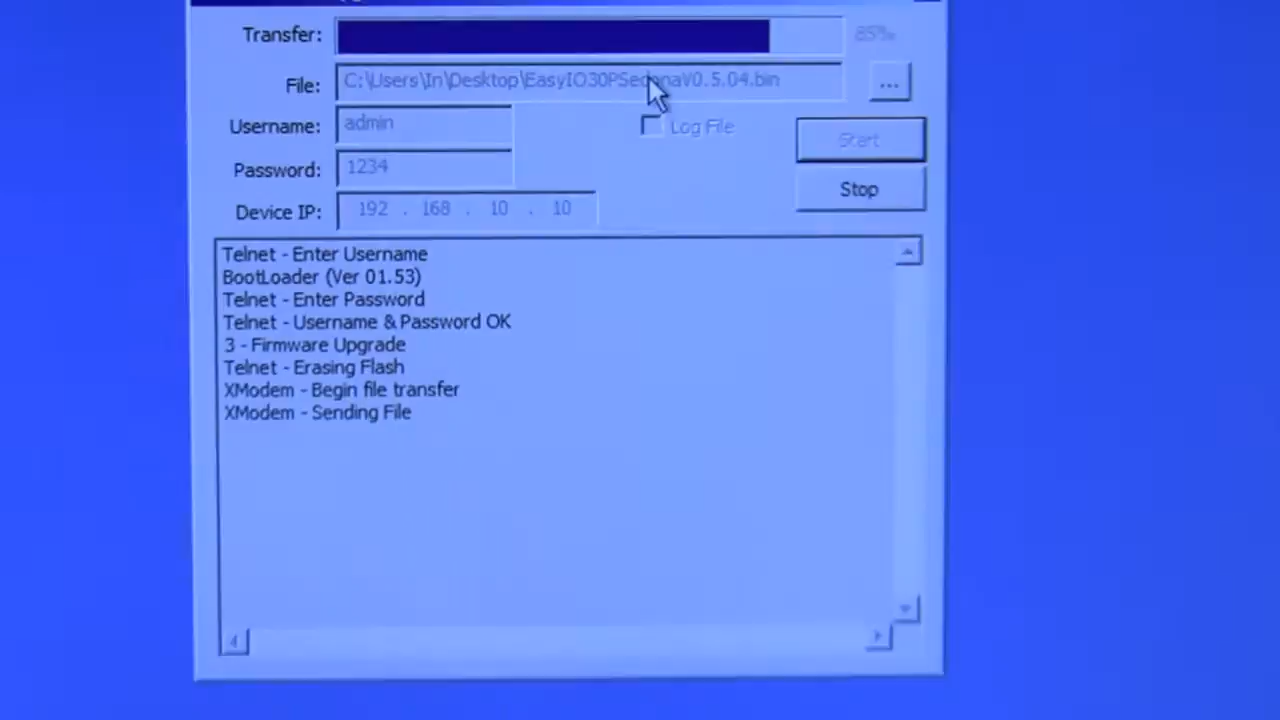 Transfer: 85%
File: C:\Users\In\Desktop\EasyIO30PSedonaV0.5.04.bin ...
Username: admin
Log File
Start
Password: 1234
Stop
Device IP: 192 . 168 . 10 . 10
Telnet - Enter Username
BootLoader (Ver 01.53)
Telnet - Enter Password
Telnet - Username & Password OK
3 - Firmware Upgrade
Telnet - Erasing Flash
XModem - Begin file transfer
XModem - Sending File